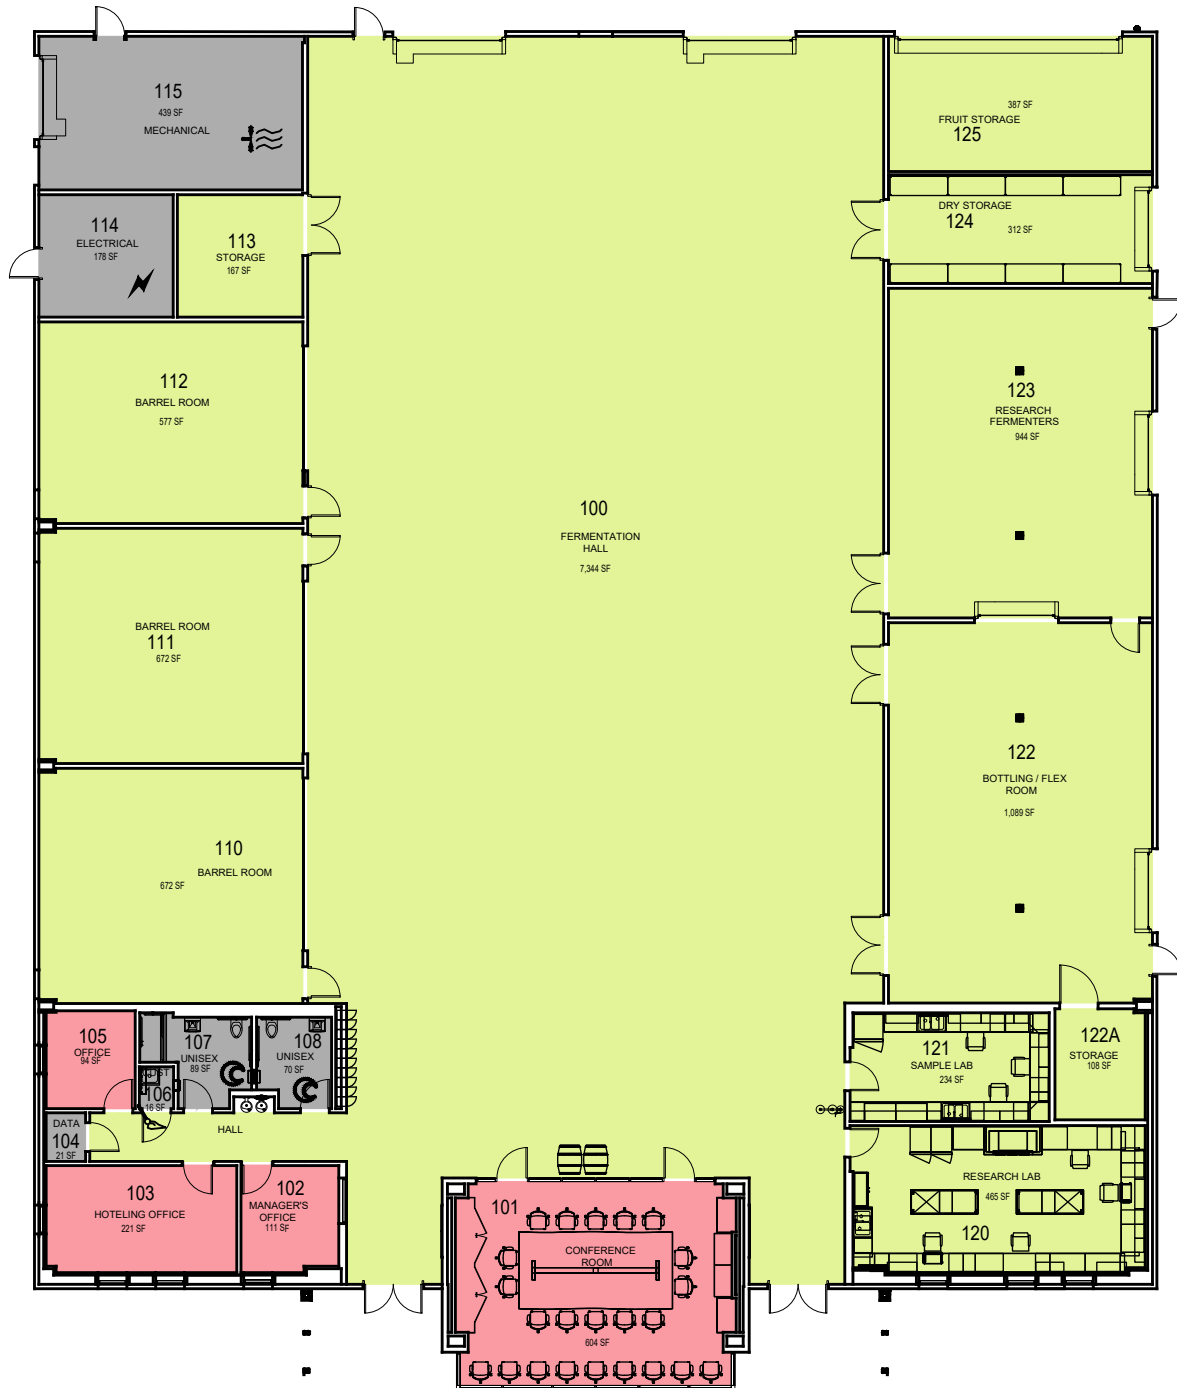 115
439 SF
MECHANICAL
387 SF
FRUIT STORAGE
125
DRY STORAGE
124
312 SF
114
ELECTRICAL
178 SF
113
STORAGE
167 SF
112
BARREL ROOM
577 SF
123
RESEARCH
FERMENTERS
944 SF
100
FERMENTATION
HALL
7,344 SF
BARREL ROOM
111
672 SF
122
BOTTLING / FLEX
ROOM
1,089 SF
110
BARREL ROOM
672 SF
105
OFFICE
94 SF
107
UNISEX
89 SF
108
UNISEX
70 SF
106
16 SF
HALL
DATA
104
21 SF
103
HOTELING OFFICE
221 SF
102
MANAGER'S
OFFICE
111 SF
101
CONFERENCE
ROOM
604 SF
121
SAMPLE LAB
234 SF
122A
STORAGE
108 SF
RESEARCH LAB
465 SF
120